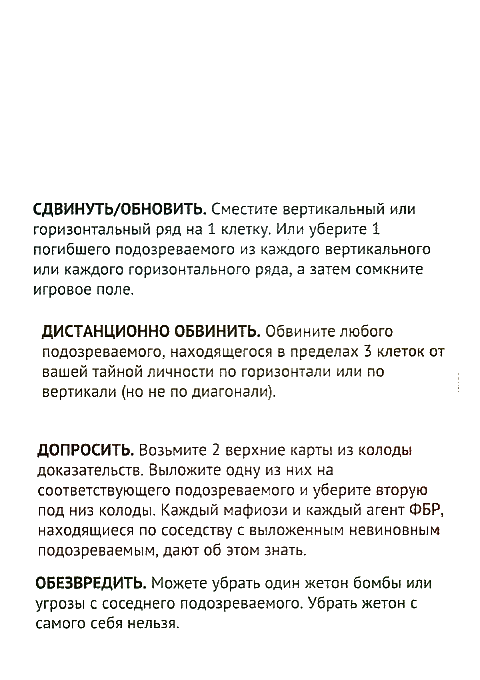 СДВИНУТЬ/ОБНОВИТЬ. Сместите вертикальный или
горизонтальный ряд на 1 клетку. Или уберите 1
погибшего подозреваемого из каждого вертикального
или каждого горизонтального ряда, а затем сомкните
игровое поле.
ДИСТАНЦИОННО ОБВИНИТЬ. Обвините любого
подозреваемого, находящегося в пределах 3 клеток от
вашей тайной личности по горизонтали или по
вертикали (но не по диагонали).
ДОПРОСИТЬ. Возьмите 2 верхние карты из колоды
доказательств. Выложите одну из них на
соответствующего подозреваемого и уберите вторую
под низ колоды. Каждый мафиози и каждый агент ФБР,
находящиеся по соседству с выложенным невиновным
подозреваемым, дают об этом знать.
ОБЕЗВРЕДИТЬ. Можете убрать один жетон бомбы или
угрозы с соседнего подозреваемого. Убрать жетон с
самого себя нельзя.